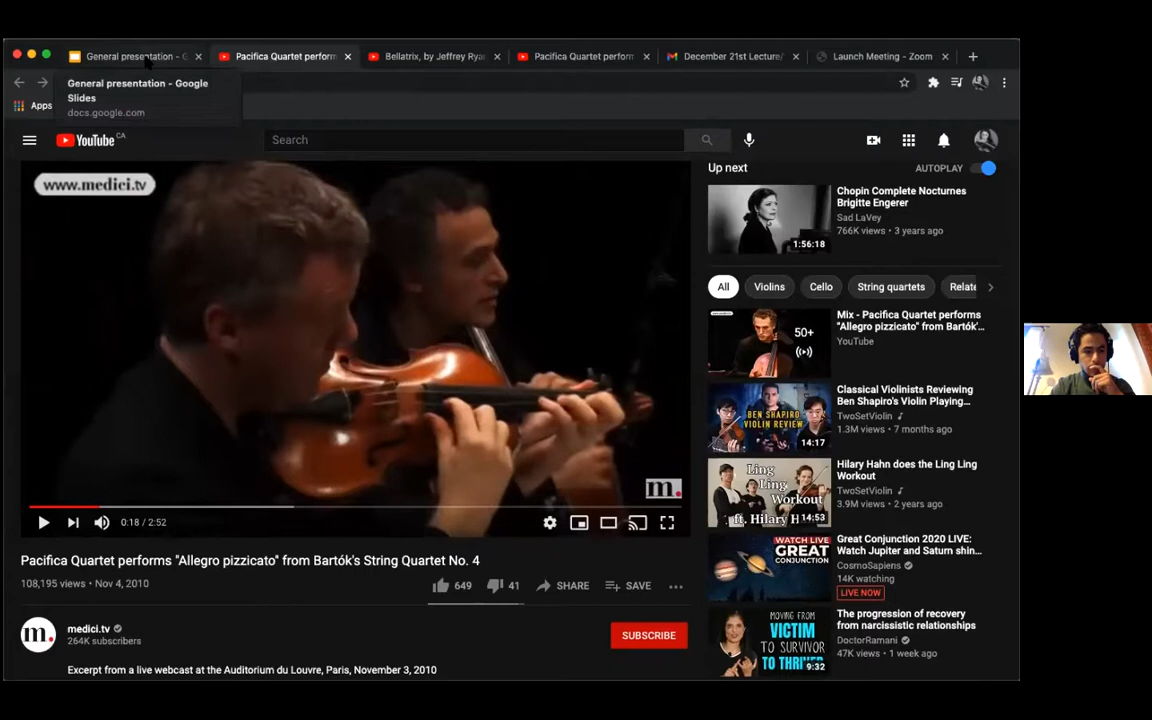 General presentation - G
Pacifica Quartet perform
Bellatrix, by Jeffrey Rya
Pacifica Quartet perform
December 21st Lecture/
Launch Meeting - Zoom
General presentation - Google
Slides
docs.google.com
Apps
YouTube CA
Search
www.medici.tv
m.
0:18 / 2:52
Pacifica Quartet performs "Allegro pizzicato" from Bartók's String Quartet No. 4
108,195 views • Nov 4, 2010
649
41
SHARE
SAVE
m.
medici.tv
264K subscribers
SUBSCRIBE
Excerpt from a live webcast at the Auditorium du Louvre, Paris, November 3, 2010
Up next
AUTOPLAY
1:56:18
Chopin Complete Nocturnes
Brigitte Engerer
Sad LaVey
766K views • 3 years ago
All
Violins
Cello
String quartets
Relate
50+
Mix - Pacifica Quartet performs
"Allegro pizzicato" from Bartók'...
YouTube
BEN SHAPIRO
VIOLIN REVIEW
14:17
Classical Violinists Reviewing
Ben Shapiro's Violin Playing...
TwoSetViolin
1.3M views • 7 months ago
Ling
Ling
Workout
ft. Hilary H
14:53
Hilary Hahn does the Ling Ling
Workout
TwoSetViolin
3.9M views • 2 years ago
WATCH LIVE
GREAT
CONJUNCTION
Great Conjunction 2020 LIVE:
Watch Jupiter and Saturn shin...
CosmoSapiens
14K watching
LIVE NOW
MOVING FROM
VICTIM
TO SURVIVOR
TO THRIVER
9:32
The progression of recovery
from narcissistic relationships
DoctorRamani
47K views • 1 week ago